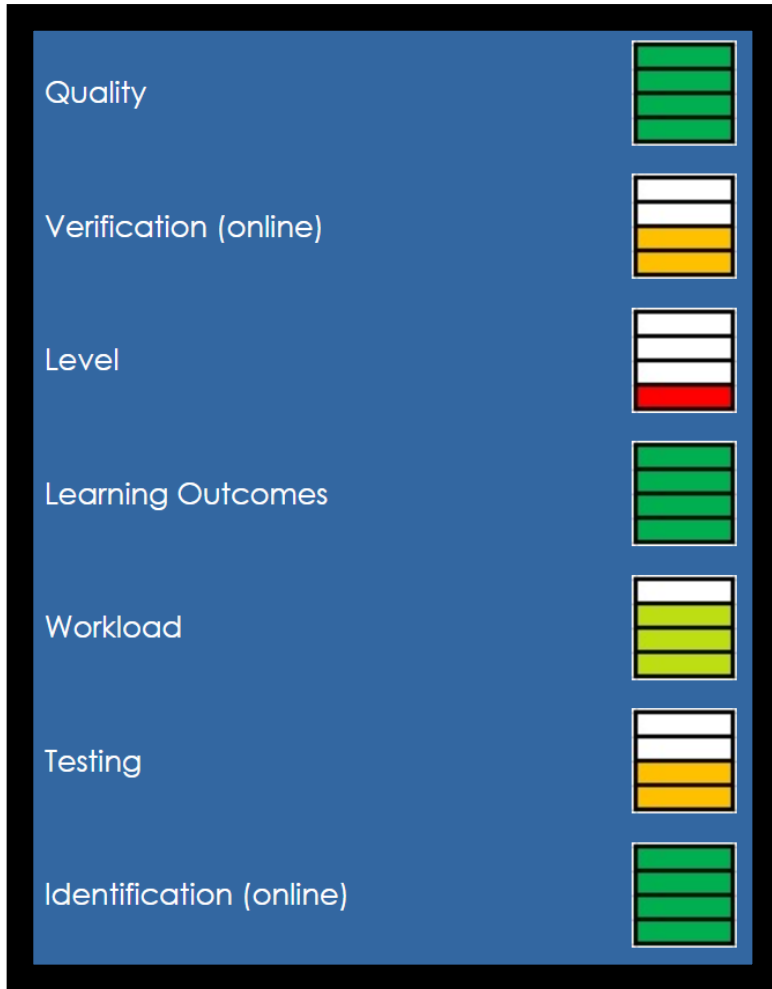 Quality
Verification (online)
Level
Learning Outcomes
Workload
Testing
Identification (online)